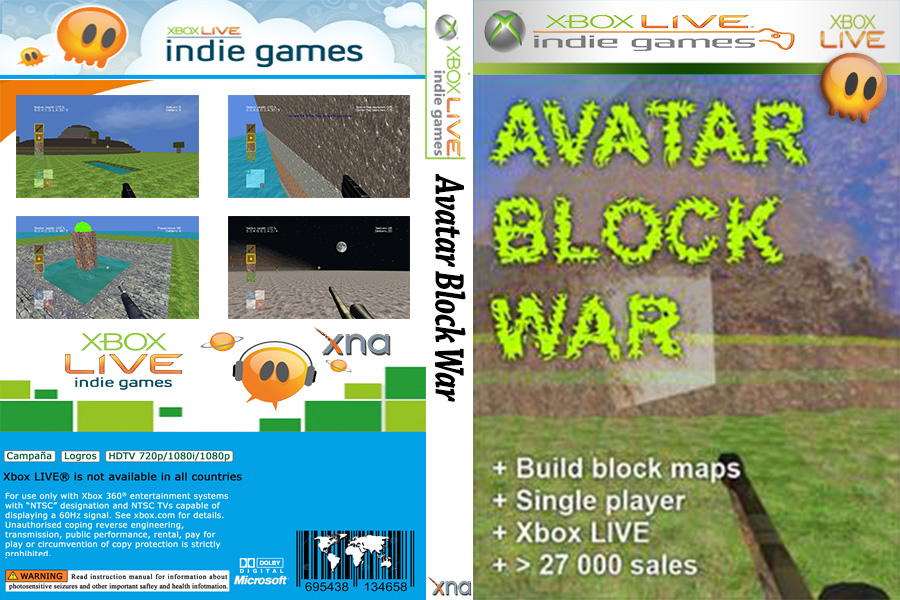 XBOX LIVE
indie games
XBOX LIVE
indie games
Campaña
Logros
HDTV 720p/1080i/1080p
Xbox LIVE® is not available in all countries
For use only with Xbox 360® entertainment systems
with “NTSC” designation and NTSC TVs capable of
displaying a 60Hz signal. See xbox.com for details.
Unauthorised coping reverse engineering,
transmission, public performance, rental, pay for
play or circumvention of copy protection is strictly
prohibited.
WARNING Read instruction manual for information about
photosensitive seizures and other important saftey and health infotmation.
DOLBY
DIGITAL
Microsoft
695438 134658
xna
XBOX LIVE
indie games
Avatar Block War
xna
XBOX LIVE
indie games
XBOX
LIVE
AVATAR
BLOCK
WAR
+ Build block maps
+ Single player
+ Xbox LIVE
+ > 27 000 sales